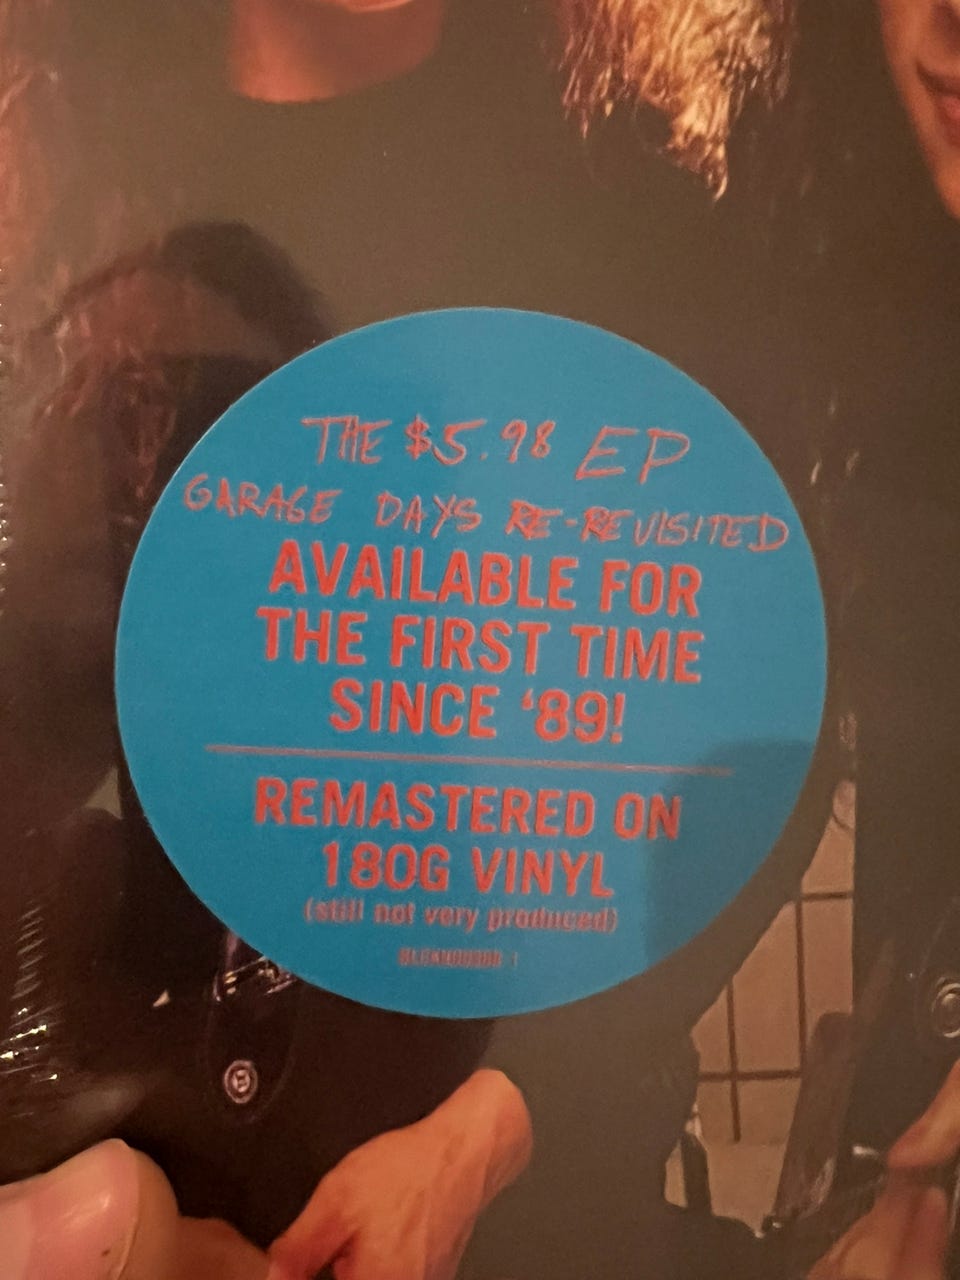 THE $5.98 EP
GARAGE DAYS RE-REVISITED
AVAILABLE FOR
THE FIRST TIME
SINCE ‘89!
REMASTERED ON
180G VINYL
(still not very produced)